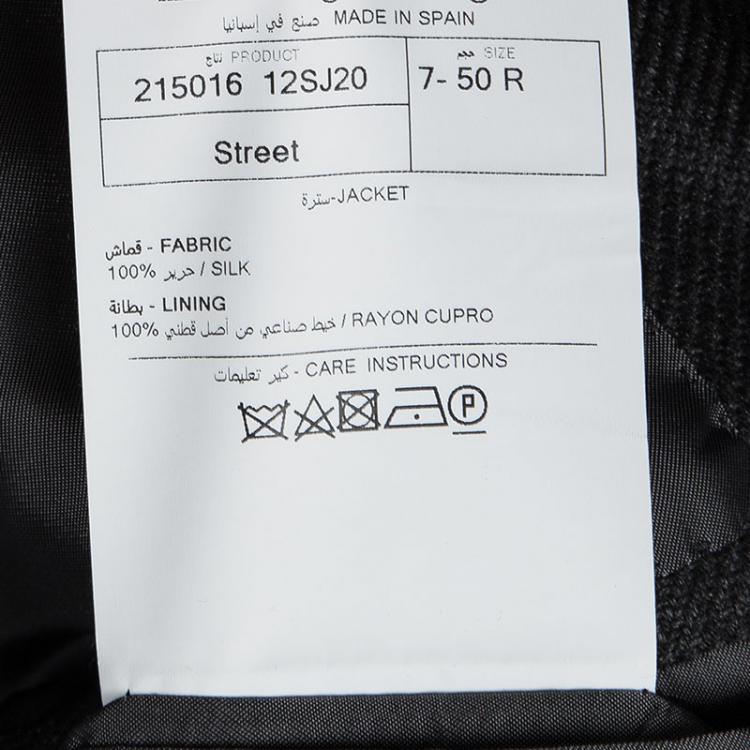 صنع في إسبانيا MADE IN SPAIN
نتاج PRODUCT
215016 12SJ20
حجم SIZE
7- 50 R
Street
سترة-JACKET
قماش - FABRIC
100% حرير / SILK
بطانة - LINING
100% خيط صناعي من أصل قطني / RAYON CUPRO
كير تعليمات - CARE INSTRUCTIONS
P